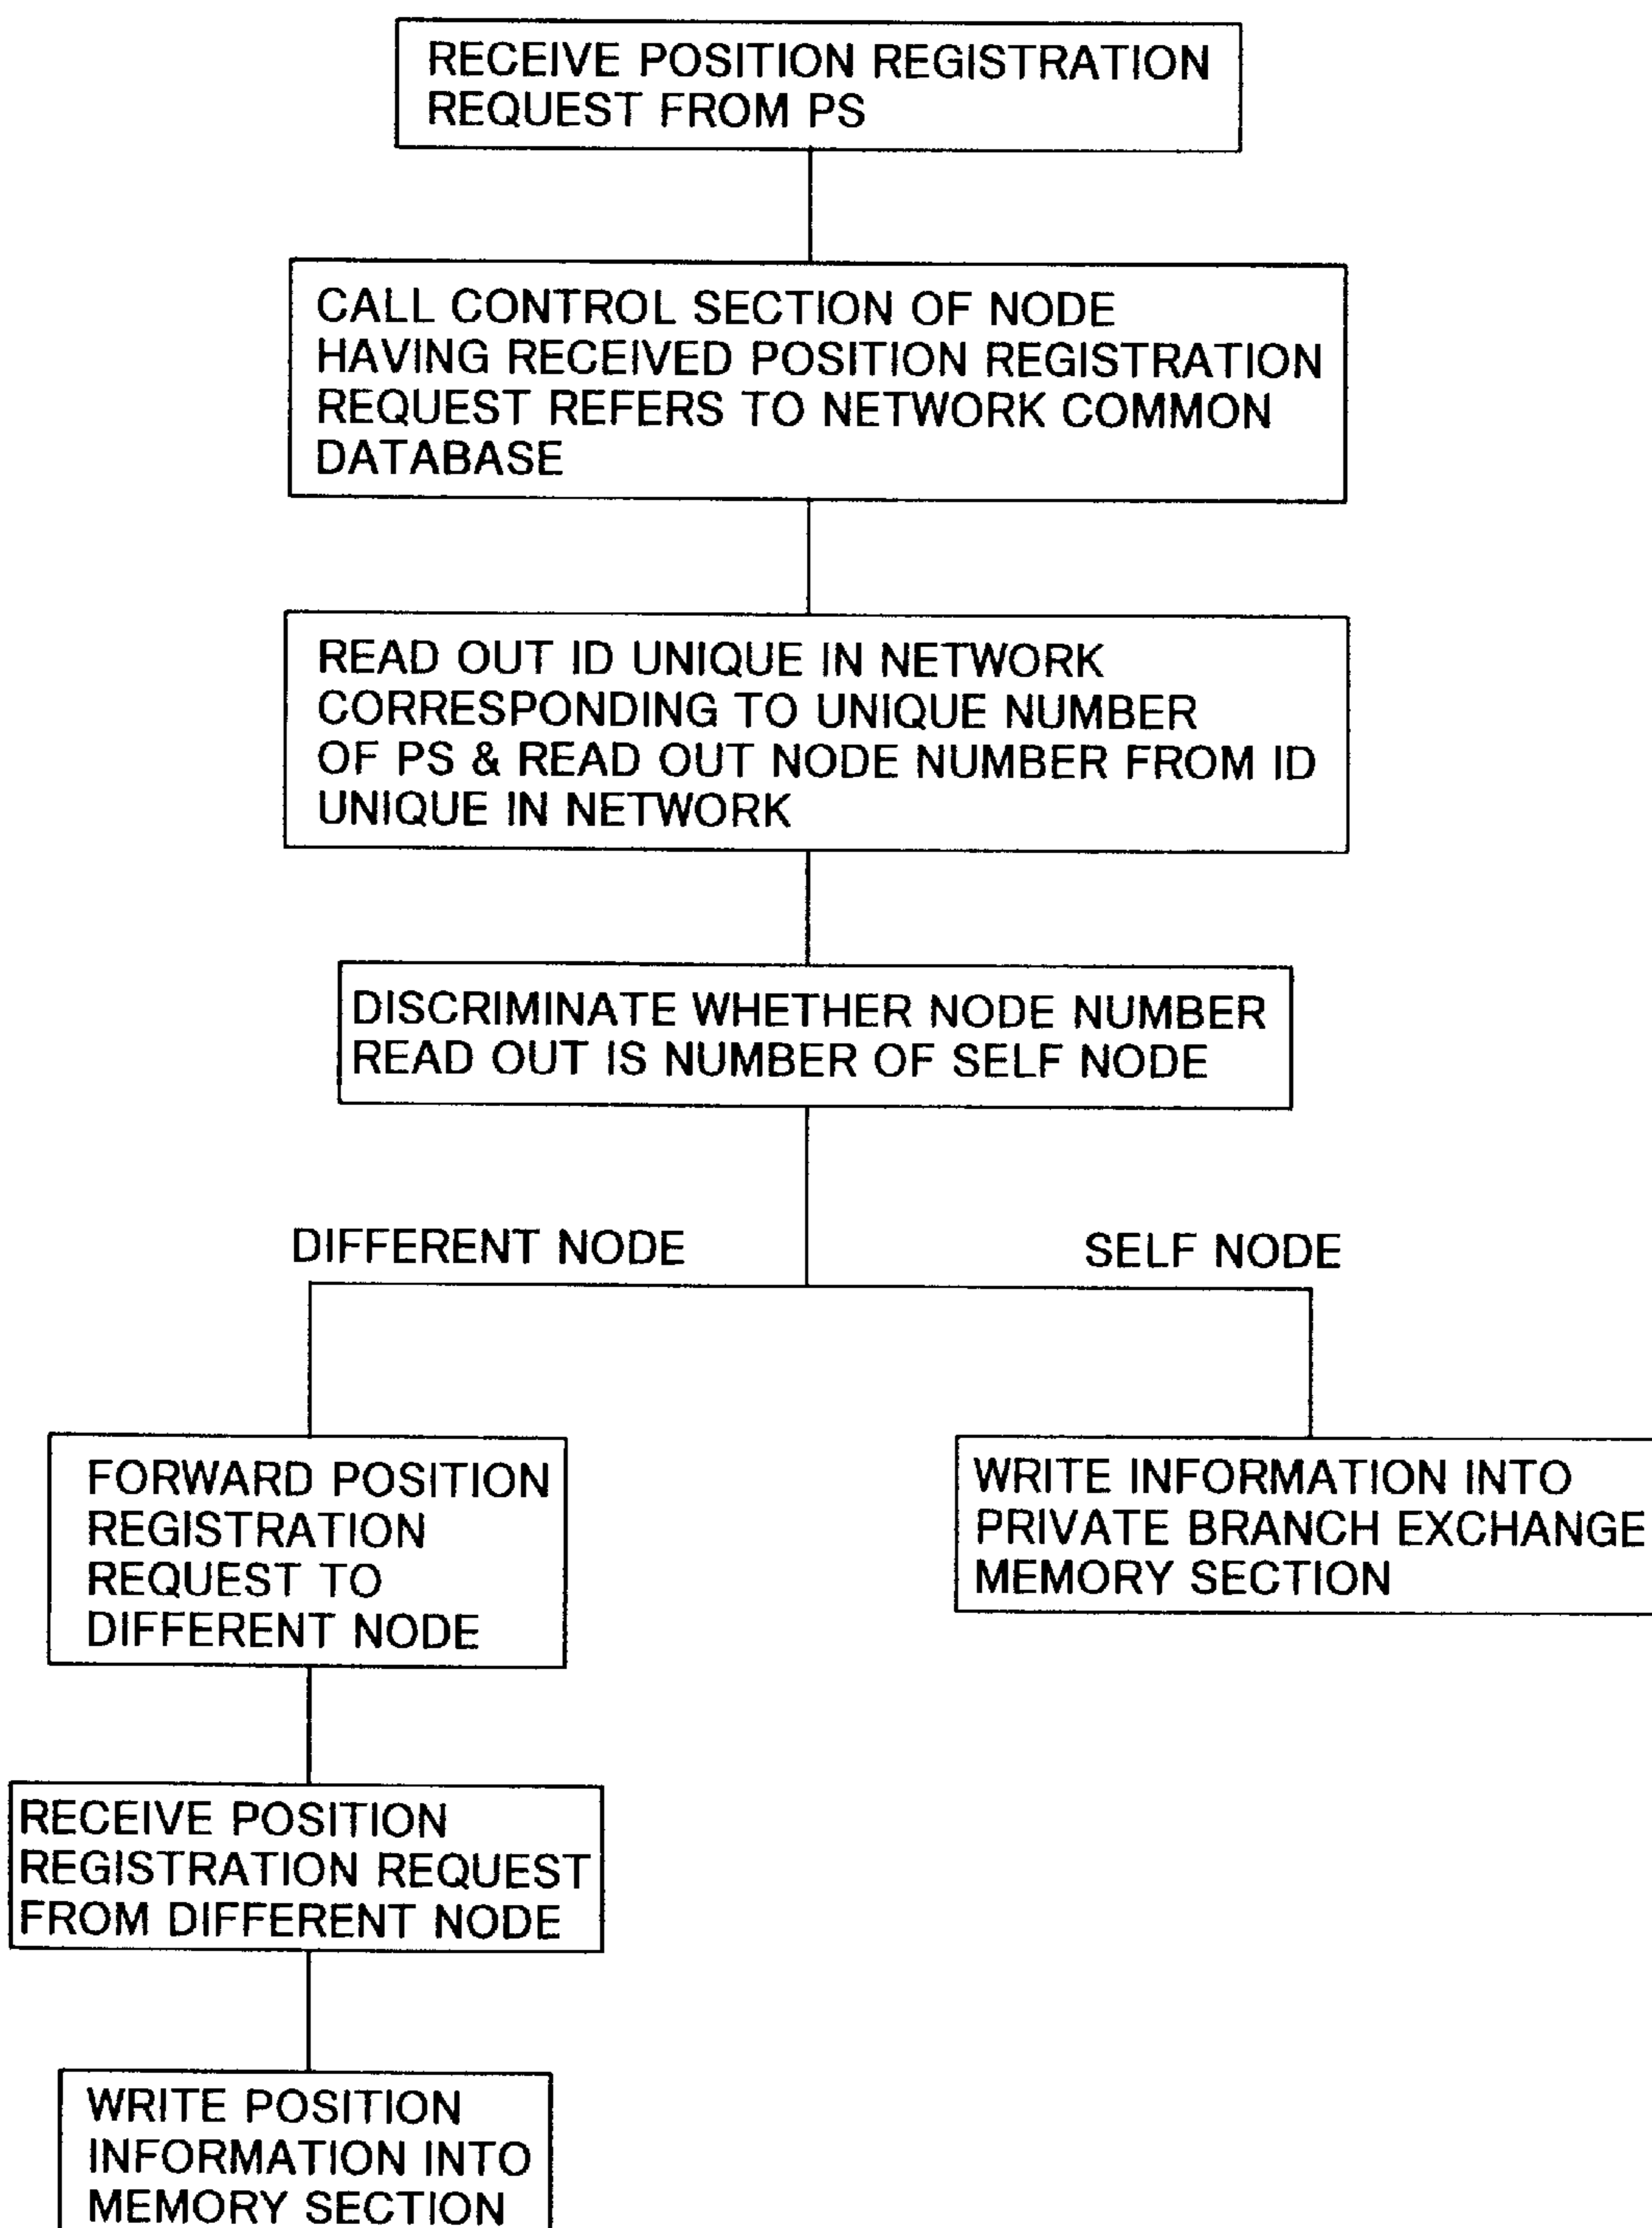 RECEIVE POSITION REGISTRATION
REQUEST FROM PS
CALL CONTROL SECTION OF NODE
HAVING RECEIVED POSITION REGISTRATION
REQUEST REFERS TO NETWORK COMMON
DATABASE
READ OUT ID UNIQUE IN NETWORK
CORRESPONDING TO UNIQUE NUMBER
OF PS & READ OUT NODE NUMBER FROM ID
UNIQUE IN NETWORK
DISCRIMINATE WHETHER NODE NUMBER
READ OUT IS NUMBER OF SELF NODE
DIFFERENT NODE
SELF NODE
FORWARD POSITION
REGISTRATION
REQUEST TO
DIFFERENT NODE
WRITE INFORMATION INTO
PRIVATE BRANCH EXCHANGE
MEMORY SECTION
RECEIVE POSITION
REGISTRATION REQUEST
FROM DIFFERENT NODE
WRITE POSITION
INFORMATION INTO
MEMORY SECTION